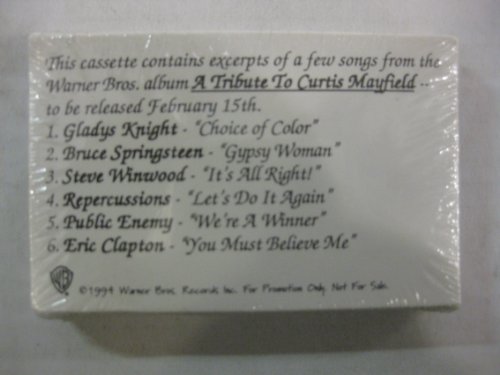 This cassette contains excerpts of a few songs from the
Warner Bros. album A Tribute To Curtis Mayfield --
to be released February 15th.
1. Gladys Knight - "Choice of Color"
2. Bruce Springsteen - "Gypsy Woman"
3. Steve Winwood - "It's All Right!"
4. Repercussions - "Let's Do It Again"
5. Public Enemy - "We're A Winner"
6. Eric Clapton - "You Must Believe Me"
WB ©1994 Warner Bros. Records Inc. For Promotion Only. Not For Sale.